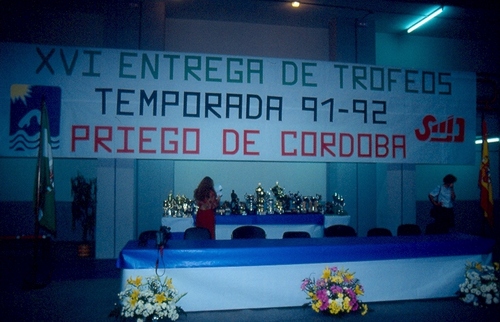 XVI ENTREGA DE TROFEOS
TEMPORADA 91-92
PRIEGO DE CORDOBA